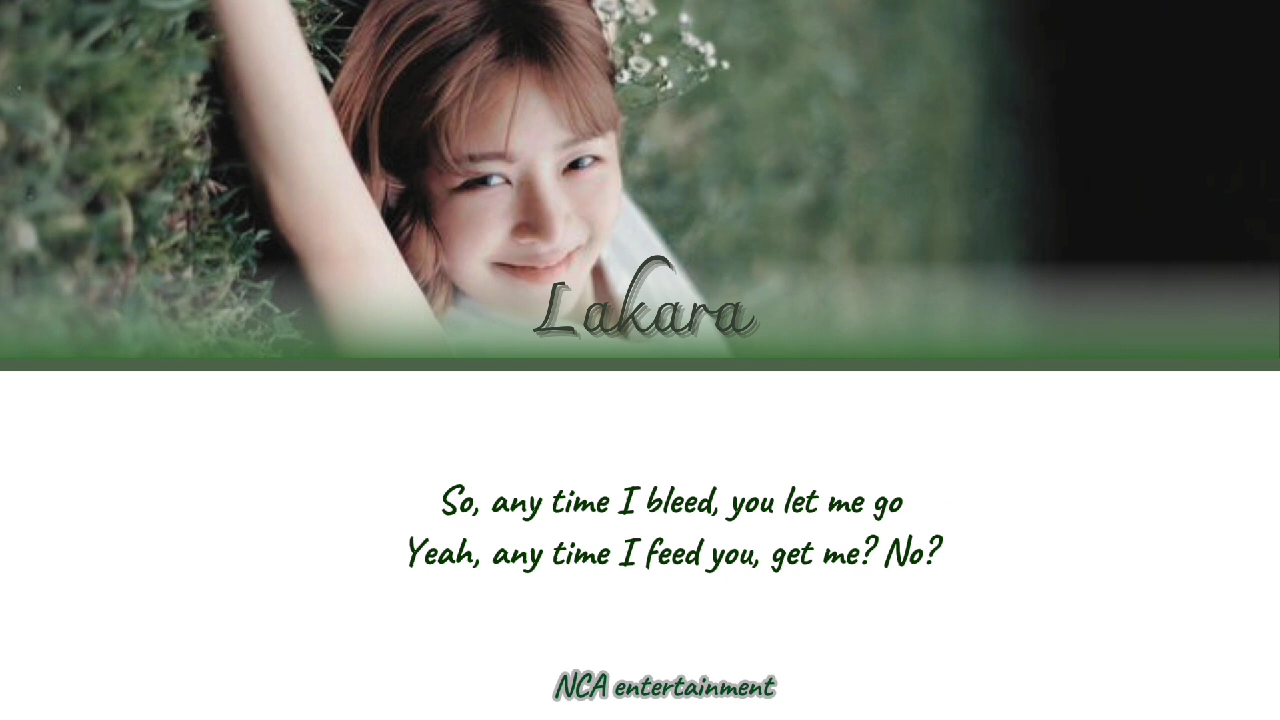 Lakara
So, any time I bleed, you let me go
Yeah, any time I feed you, get me? No?
NCA entertainment